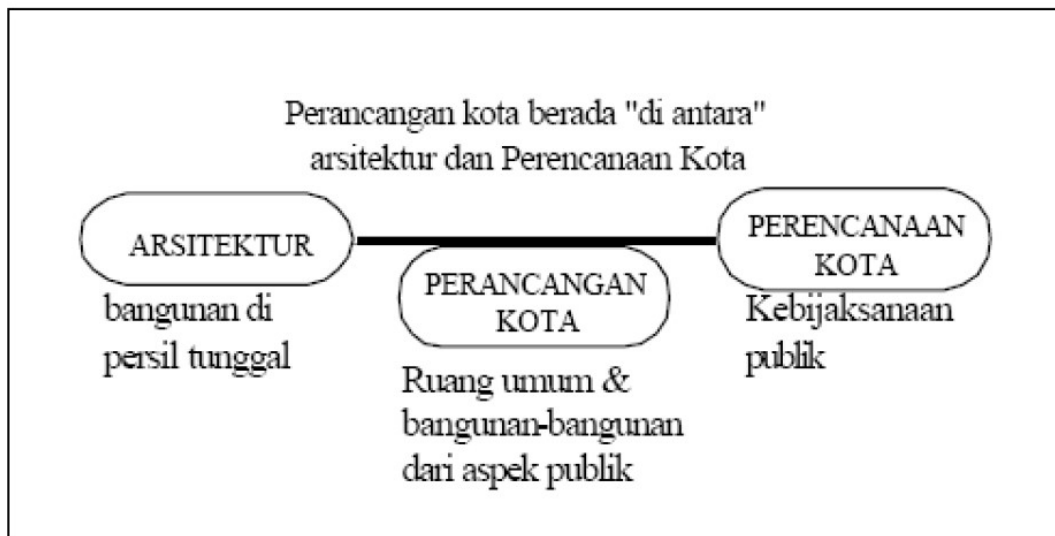 Perancangan kota berada "di antara"
arsitektur dan Perencanaan Kota
ARSITEKTUR
bangunan di
persil tunggal
PERANCANGAN
KOTA
Ruang umum &
bangunan-bangunan
dari aspek publik
PERENCANAAN
KOTA
Kebijaksanaan
publik